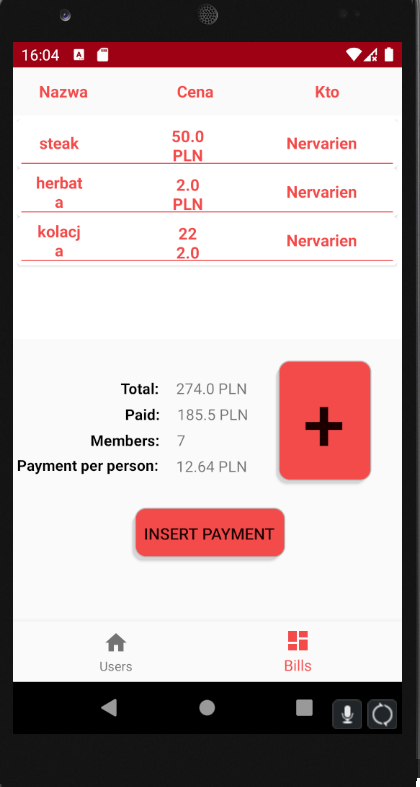 16:04
Nazwa Cena Kto
steak 50.0 PLN Nervarien
herbat
a 2.0
PLN Nervarien
kolacj
a 22
2.0 Nervarien
Total: 274.0 PLN
Paid: 185.5 PLN
Members: 7
Payment per person: 12.64 PLN
+
INSERT PAYMENT
Users Bills